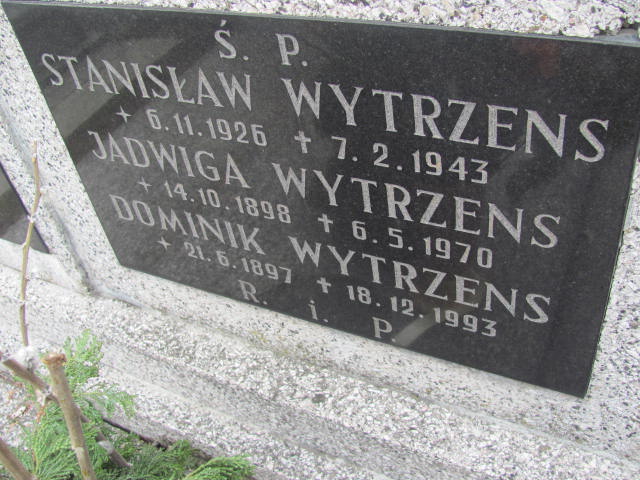 Ś. P.
STANISŁAW WYTRZENS
+ 6.11.1926 + 7.2.1943
JADWIGA WYTRZENS
+ 14.10.1898 + 6.5.1970
DOMINIK WYTRZENS
+ 21.6.1897 + 18.12.1993
R. i. P.